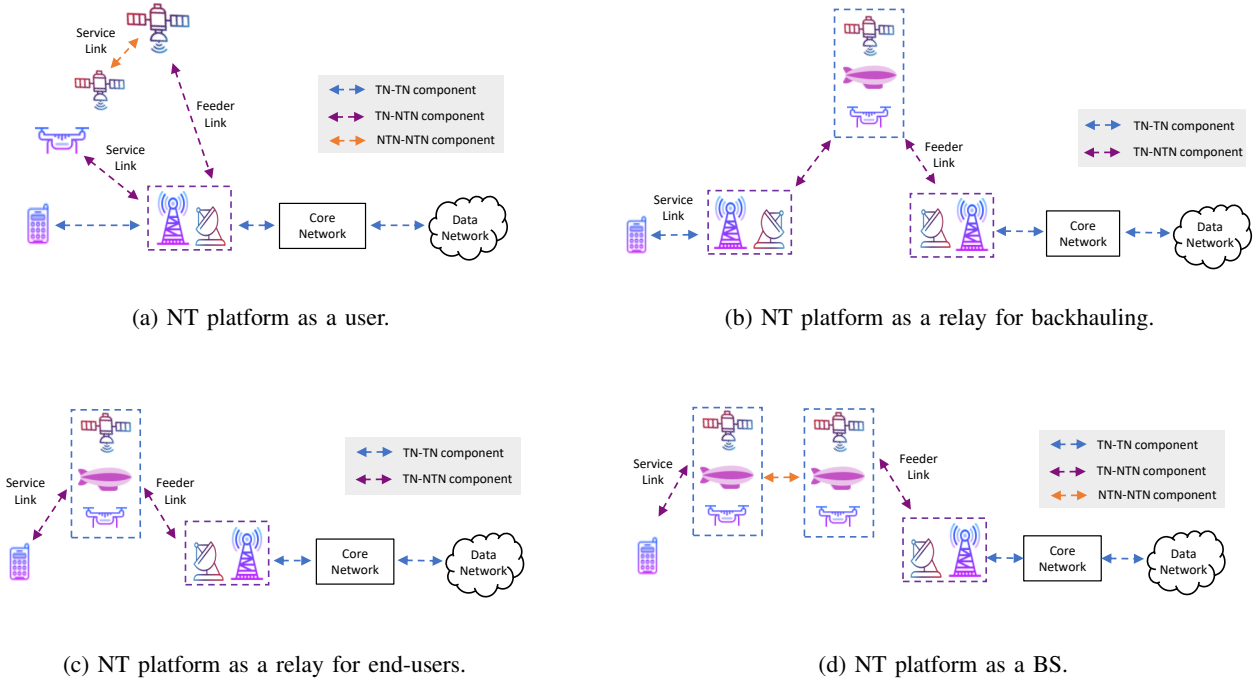 Service
Link
Feeder
Link
Service
Link
TN-TN component
TN-NTN component
NTN-NTN component
Core
Network
Data
Network
(a) NT platform as a user.
TN-TN component
TN-NTN component
Feeder
Link
Service
Link
Core
Network
Data
Network
(b) NT platform as a relay for backhauling.
Service
Link
Feeder
Link
TN-TN component
TN-NTN component
Core
Network
Data
Network
(c) NT platform as a relay for end-users.
Service
Link
Feeder
Link
TN-TN component
TN-NTN component
NTN-NTN component
Core
Network
Data
Network
(d) NT platform as a BS.